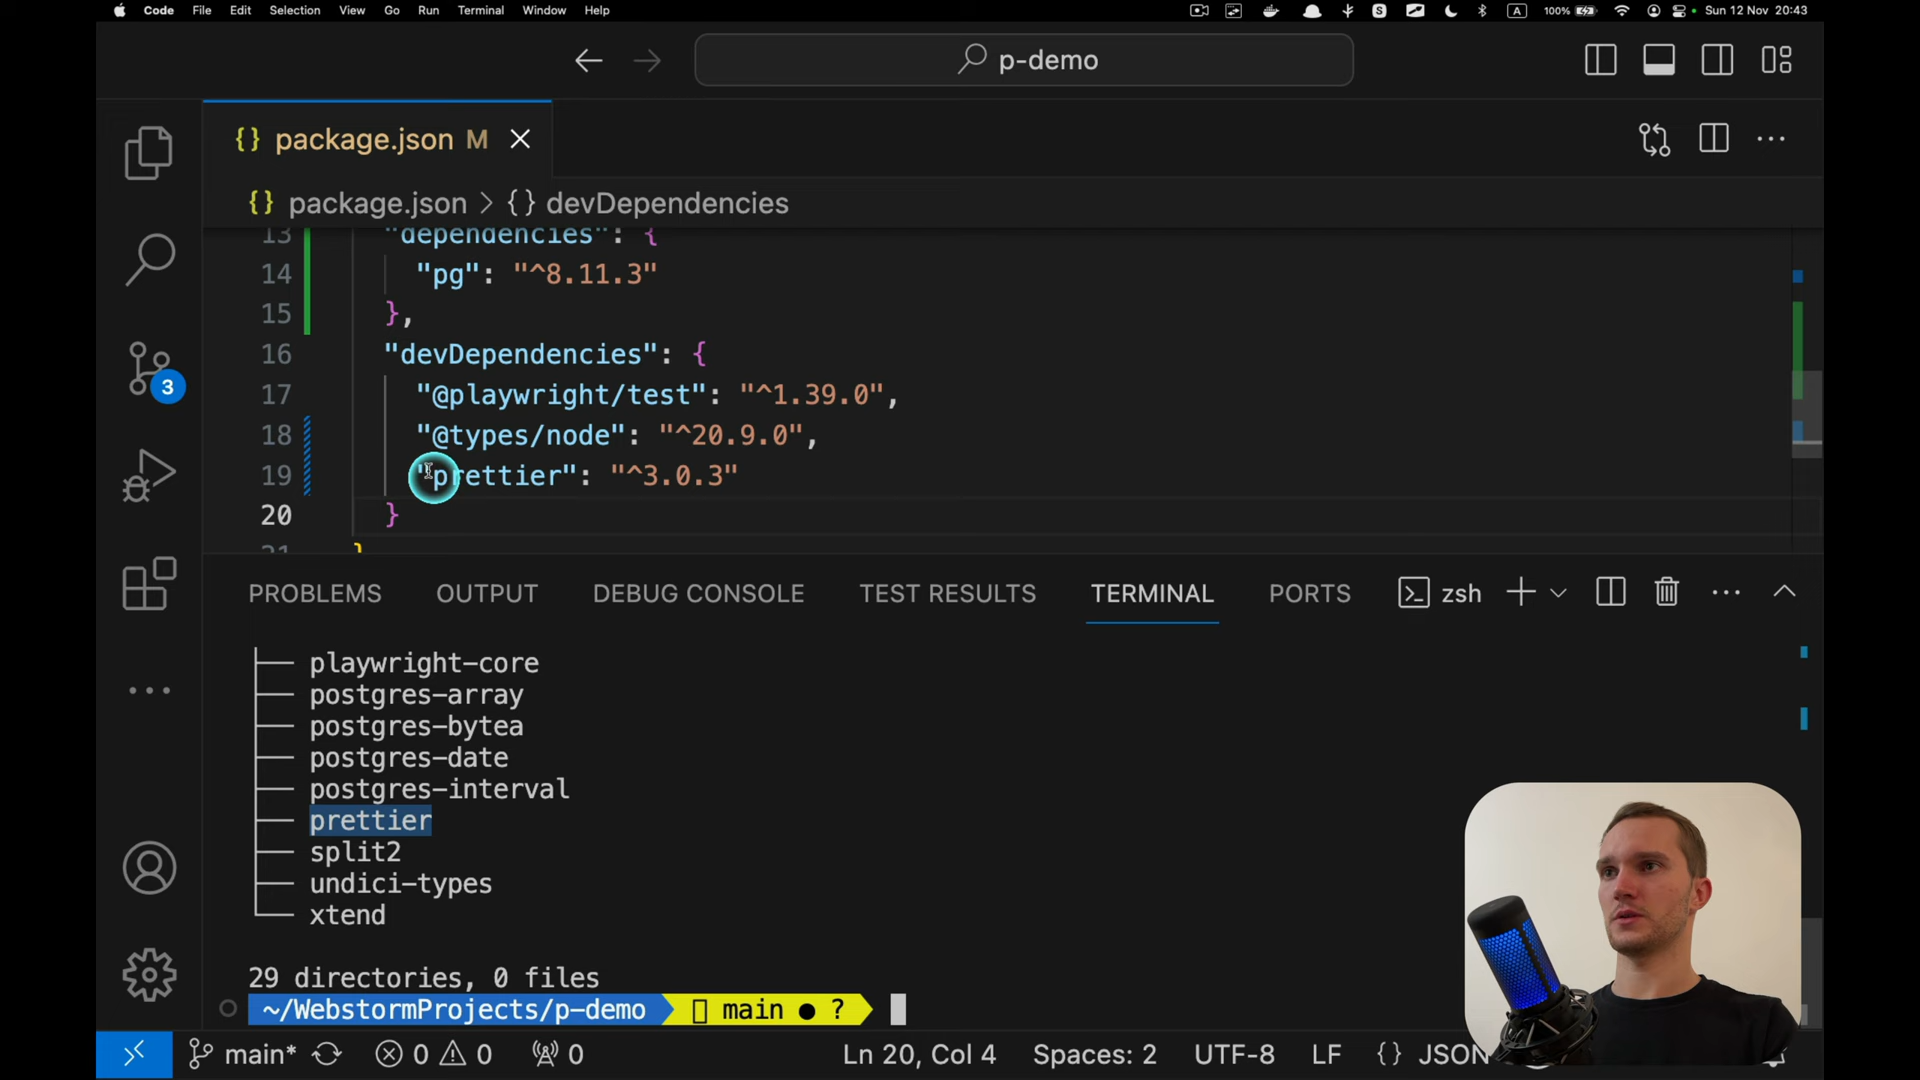 Code File Edit Selection View Go Run Terminal Window Help A 100% Sun 12 Nov 20:43
p-demo
{} package.json M
{} package.json > {} devDependencies
13 "dependencies": {
14 "pg": "^8.11.3"
15 },
16 "devDependencies": {
17 "@playwright/test": "^1.39.0",
18 "@types/node": "^20.9.0",
19 "prettier": "^3.0.3"
20 }
21 }
3
PROBLEMS OUTPUT DEBUG CONSOLE TEST RESULTS TERMINAL PORTS zsh
├── playwright-core
├── postgres-array
├── postgres-bytea
├── postgres-date
├── postgres-interval
├── prettier
├── split2
├── undici-types
└── xtend
29 directories, 0 files
~/WebstormProjects/p-demo main ● ?
main* 0 0 0 Ln 20, Col 4 Spaces: 2 UTF-8 LF {} JSON